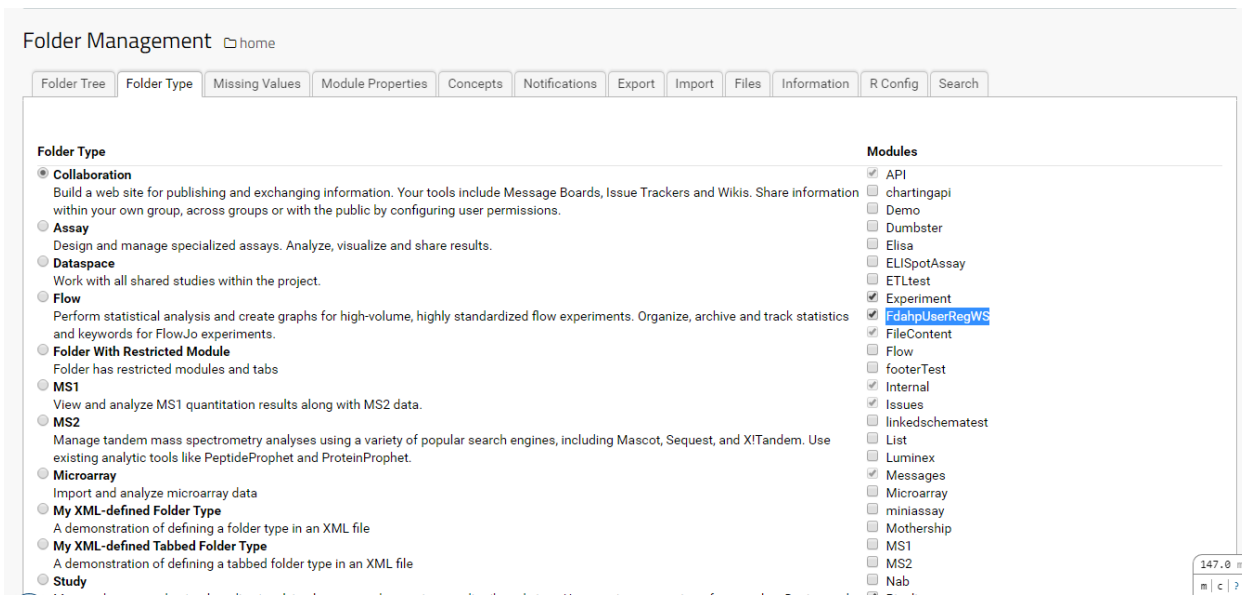 Folder Management home
Folder Tree Folder Type Missing Values Module Properties Concepts Notifications Export Import Files Information R Config Search
Folder Type
Collaboration
Build a web site for publishing and exchanging information. Your tools include Message Boards, Issue Trackers and Wikis. Share information
within your own group, across groups or with the public by configuring user permissions.
Assay
Design and manage specialized assays. Analyze, visualize and share results.
Dataspace
Work with all shared studies within the project.
Flow
Perform statistical analysis and create graphs for high-volume, highly standardized flow experiments. Organize, archive and track statistics
and keywords for FlowJo experiments.
Folder With Restricted Module
Folder has restricted modules and tabs
MS1
View and analyze MS1 quantitation results along with MS2 data.
MS2
Manage tandem mass spectrometry analyses using a variety of popular search engines, including Mascot, Sequest, and X!Tandem. Use
existing analytic tools like PeptideProphet and ProteinProphet.
Microarray
Import and analyze microarray data
My XML-defined Folder Type
A demonstration of defining a folder type in an XML file
My XML-defined Tabbed Folder Type
A demonstration of defining a tabbed folder type in an XML file
Study
Modules
API
chartingapi
Demo
Dumbster
Elisa
ELISpotAssay
ETLtest
Experiment
FdahpUserRegWS
FileContent
Flow
footerTest
Internal
Issues
linkedschematest
List
Luminex
Messages
Microarray
miniassay
Mothership
MS1
MS2
Nab
147.0
m | c | ?